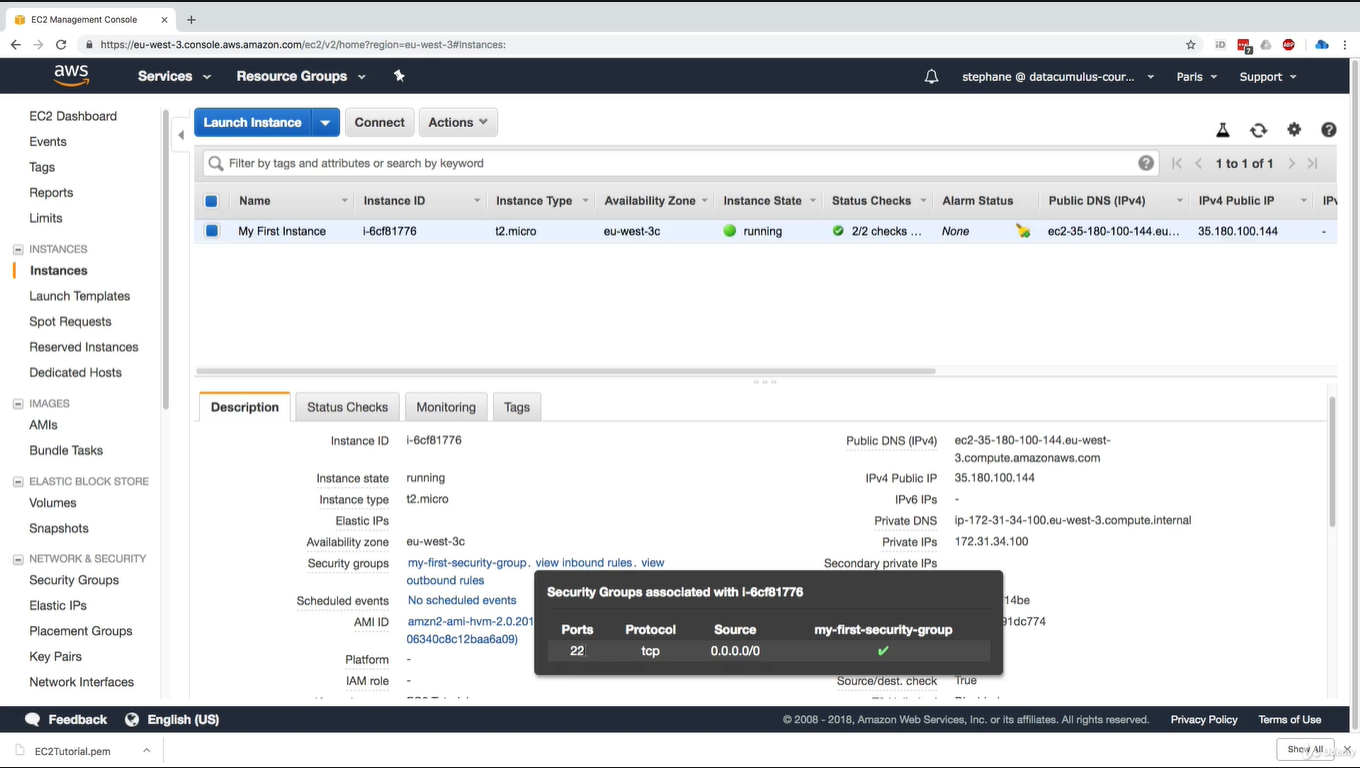 EC2 Management Console
https://eu-west-3.console.aws.amazon.com/ec2/v2/home?region=eu-west-3#Instances:
iD
7
ABP
aws
Services
Resource Groups
stephane @ datacumulus-cour...
Paris
Support
EC2 Dashboard
Events
Tags
Reports
Limits
INSTANCES
Instances
Launch Templates
Spot Requests
Reserved Instances
Dedicated Hosts
IMAGES
AMIs
Bundle Tasks
ELASTIC BLOCK STORE
Volumes
Snapshots
NETWORK & SECURITY
Security Groups
Elastic IPs
Placement Groups
Key Pairs
Network Interfaces
Launch Instance
Connect
Actions
Filter by tags and attributes or search by keyword
1 to 1 of 1
Name Instance ID Instance Type Availability Zone Instance State Status Checks Alarm Status Public DNS (IPv4) IPv4 Public IP IPv
My First Instance i-6cf81776 t2.micro eu-west-3c running 2/2 checks ... None ec2-35-180-100-144.eu... 35.180.100.144 -
Description
Status Checks
Monitoring
Tags
Instance ID i-6cf81776
Instance state running
Instance type t2.micro
Elastic IPs
Availability zone eu-west-3c
Security groups my-first-security-group. view inbound rules. view
outbound rules
Scheduled events No scheduled events
AMI ID amzn2-ami-hvm-2.0.201
06340c8c12baa6a09)
Platform -
IAM role -
Public DNS (IPv4) ec2-35-180-100-144.eu-west-
3.compute.amazonaws.com
IPv4 Public IP 35.180.100.144
IPv6 IPs -
Private DNS ip-172-31-34-100.eu-west-3.compute.internal
Private IPs 172.31.34.100
Secondary private IPs
14be
91dc774
Source/dest. check True
Security Groups associated with i-6cf81776
Ports Protocol Source my-first-security-group
22 tcp 0.0.0.0/0 ✔
Feedback
English (US)
© 2008 - 2018, Amazon Web Services, Inc. or its affiliates. All rights reserved.
Privacy Policy
Terms of Use
EC2Tutorial.pem
Show All
Udemy